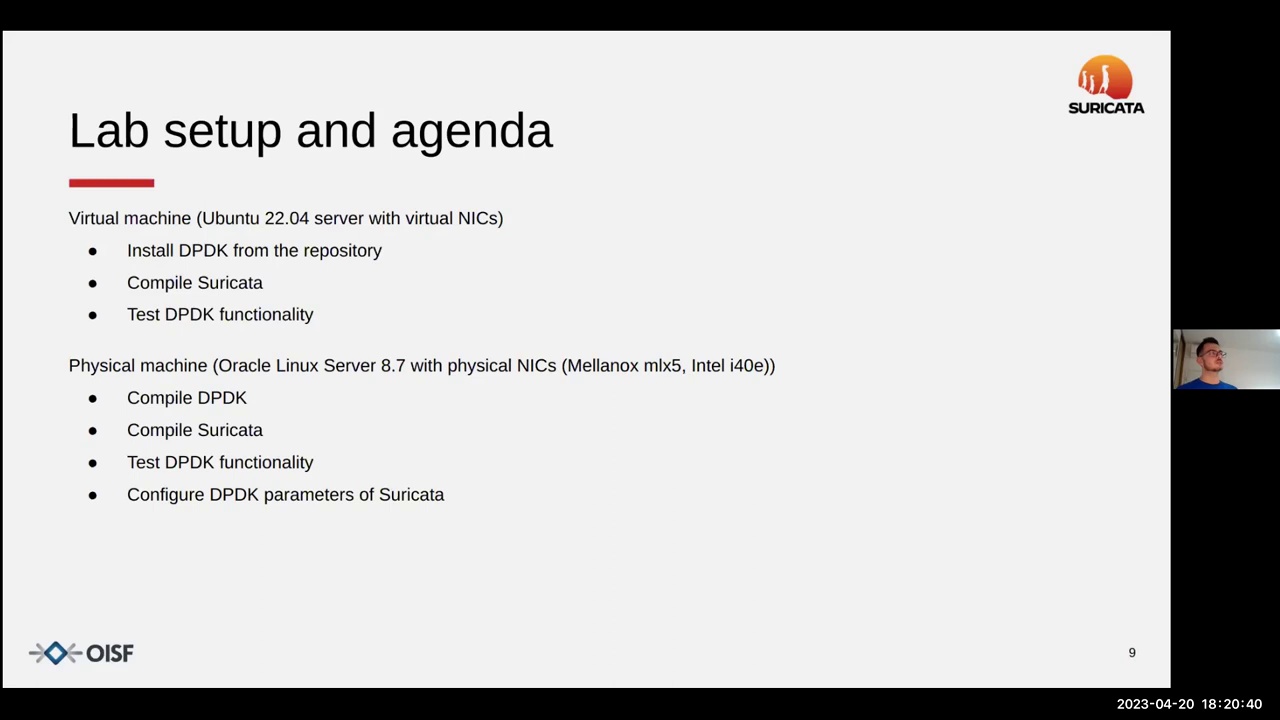 SURICATA
Lab setup and agenda
Virtual machine (Ubuntu 22.04 server with virtual NICs)
● Install DPDK from the repository
● Compile Suricata
● Test DPDK functionality
Physical machine (Oracle Linux Server 8.7 with physical NICs (Mellanox mlx5, Intel i40e))
● Compile DPDK
● Compile Suricata
● Test DPDK functionality
● Configure DPDK parameters of Suricata
OISF
9
2023-04-20 18:20:40